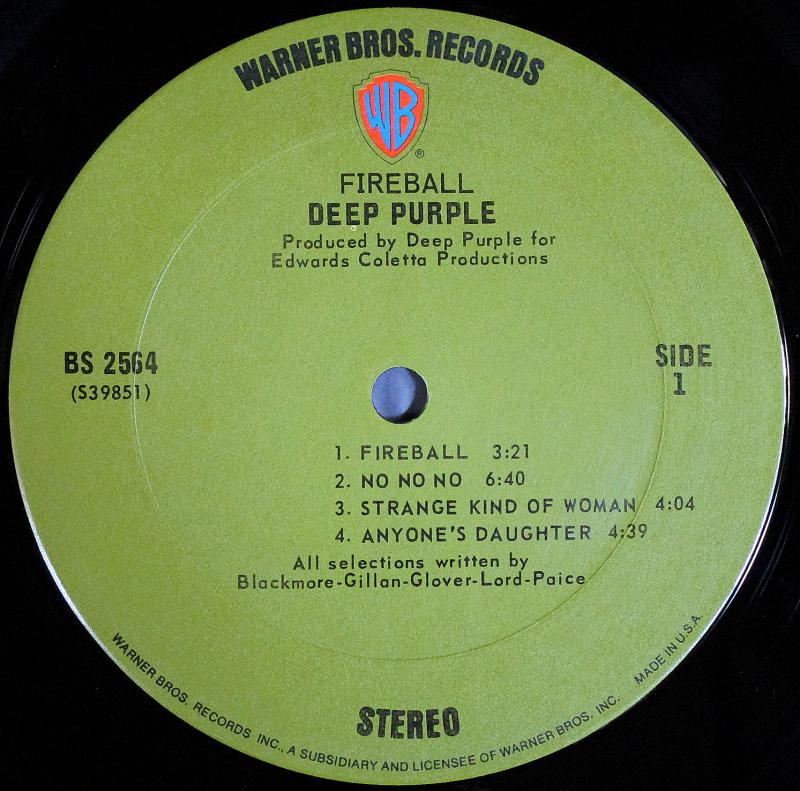 WARNER BROS. RECORDS
WB
®
FIREBALL
DEEP PURPLE
Produced by Deep Purple for
Edwards Coletta Productions
BS 2564
(S39851)
SIDE
1
1. FIREBALL 3:21
2. NO NO NO 6:40
3. STRANGE KIND OF WOMAN 4:04
4. ANYONE'S DAUGHTER 4:39
All selections written by
Blackmore-Gillan-Glover-Lord-Paice
STEREO
WARNER BROS. RECORDS INC., A SUBSIDIARY AND LICENSEE OF WARNER BROS. INC. MADE IN U.S.A.